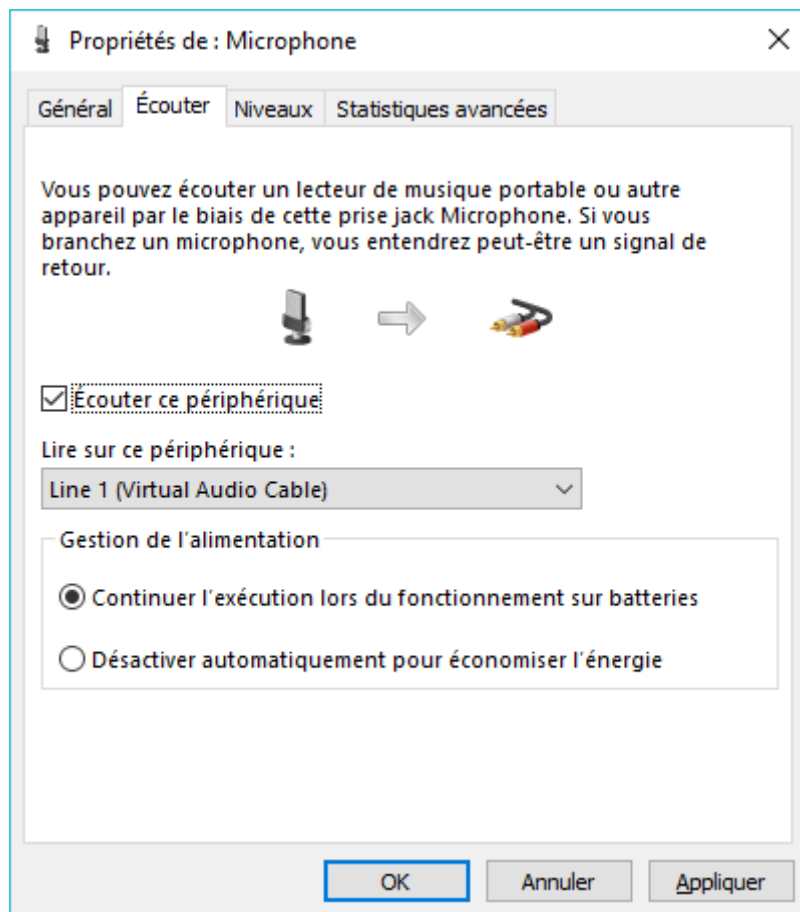 Propriétés de : Microphone
Général Écouter Niveaux Statistiques avancées
Vous pouvez écouter un lecteur de musique portable ou autre
appareil par le biais de cette prise jack Microphone. Si vous
branchez un microphone, vous entendrez peut-être un signal de
retour.
Écouter ce périphérique
Lire sur ce périphérique :
Line 1 (Virtual Audio Cable)
Gestion de l'alimentation
Continuer l'exécution lors du fonctionnement sur batteries
Désactiver automatiquement pour économiser l'énergie
OK Annuler Appliquer